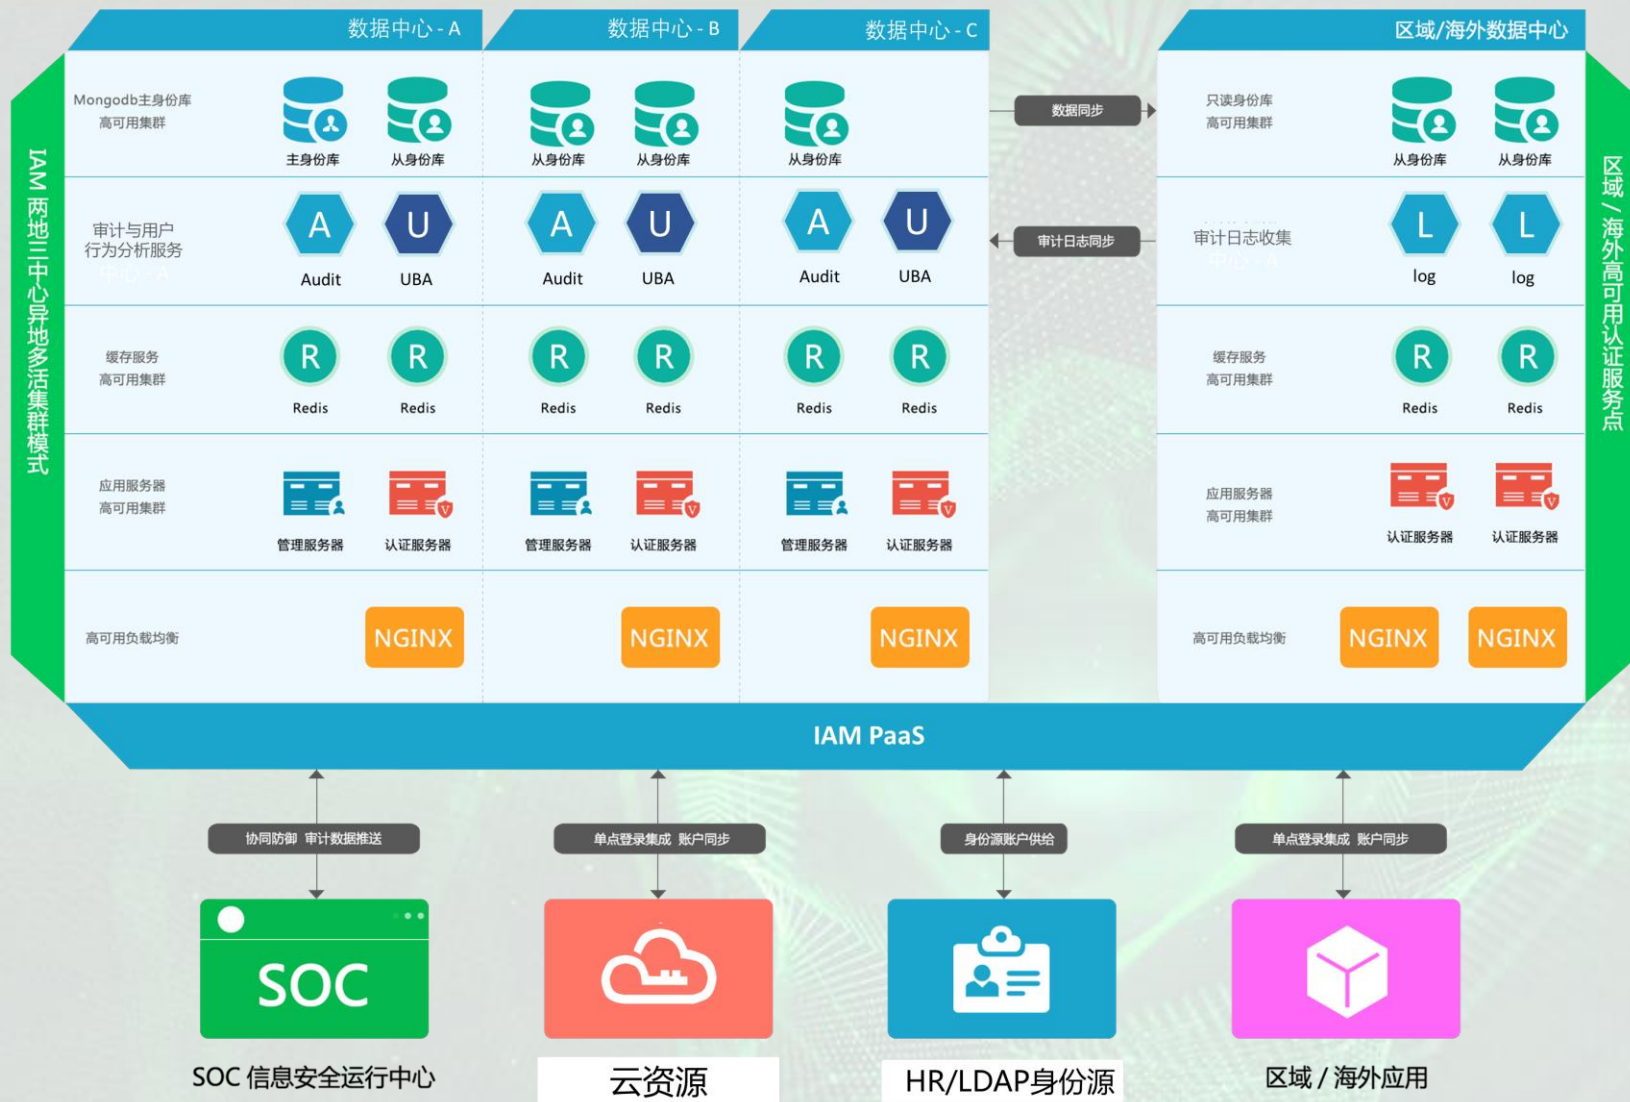 数据中心 - A
数据中心 - B
数据中心 - C
区域/海外数据中心
IAM 两地三中心异地多活集群模式
区域 / 海外高可用认证服务点
Mongodb主身份库
高可用集群
主身份库
从身份库
从身份库
从身份库
从身份库
数据同步
只读身份库
高可用集群
从身份库
从身份库
审计与用户
行为分析服务
中心 - A
A
U
A
U
A
U
Audit
UBA
Audit
UBA
Audit
UBA
审计日志同步
审计日志收集
中心 - A
L
L
log
log
缓存服务
高可用集群
R
R
R
R
R
R
Redis
Redis
Redis
Redis
Redis
Redis
缓存服务
高可用集群
R
R
Redis
Redis
应用服务器
高可用集群
V
V
V
管理服务器
认证服务器
管理服务器
认证服务器
管理服务器
认证服务器
应用服务器
高可用集群
V
V
认证服务器
认证服务器
高可用负载均衡
NGINX
NGINX
NGINX
高可用负载均衡
NGINX
NGINX
IAM PaaS
协同防御 审计数据推送
单点登录集成 账户同步
身份源账户供给
单点登录集成 账户同步
SOC
SOC 信息安全运行中心
云资源
HR/LDAP身份源
区域 / 海外应用